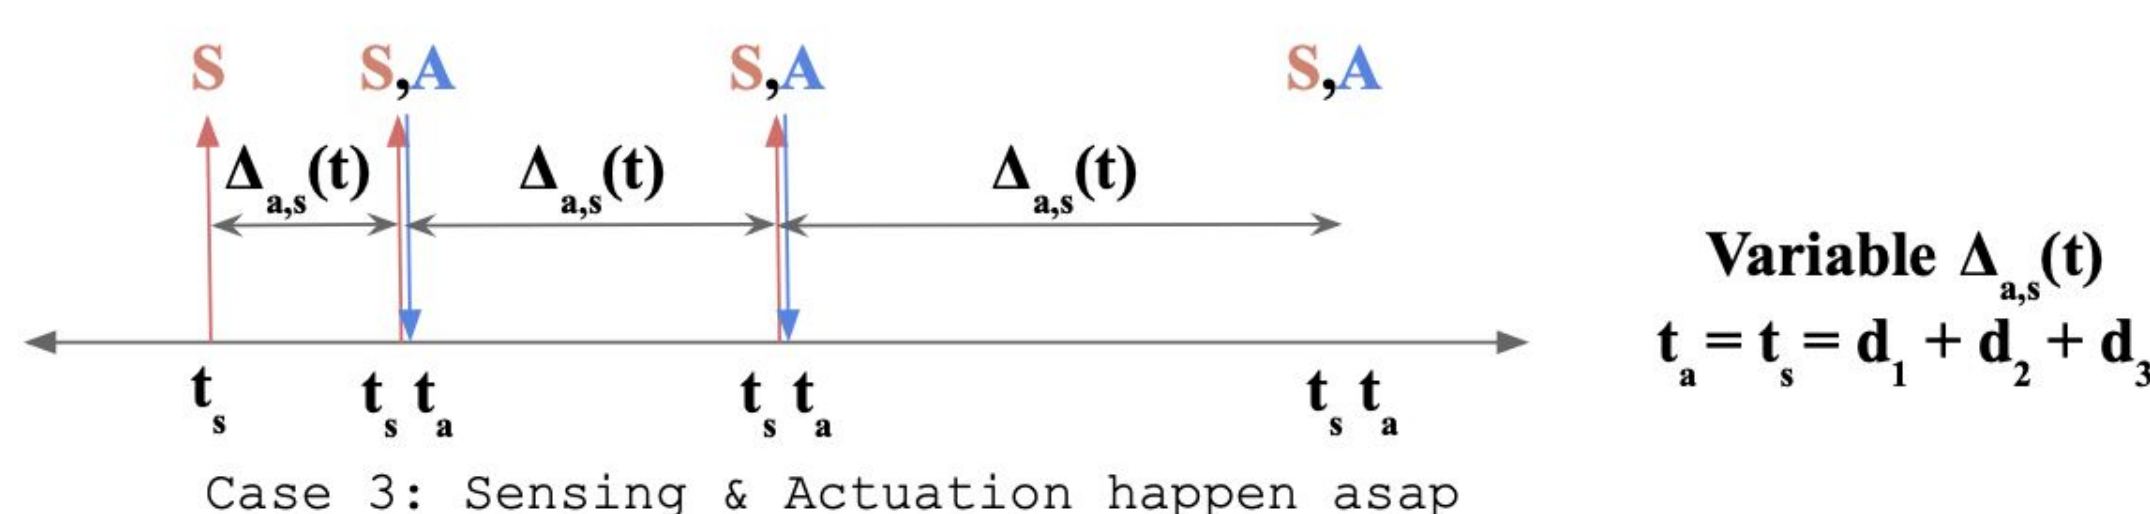 S S,A S,A S,A
Δa,s(t) Δa,s(t) Δa,s(t)
Variable Δa,s(t)
ta = ts = d1 + d2 + d3
ts ts ta ts ta ts ta
Case 3: Sensing & Actuation happen asap